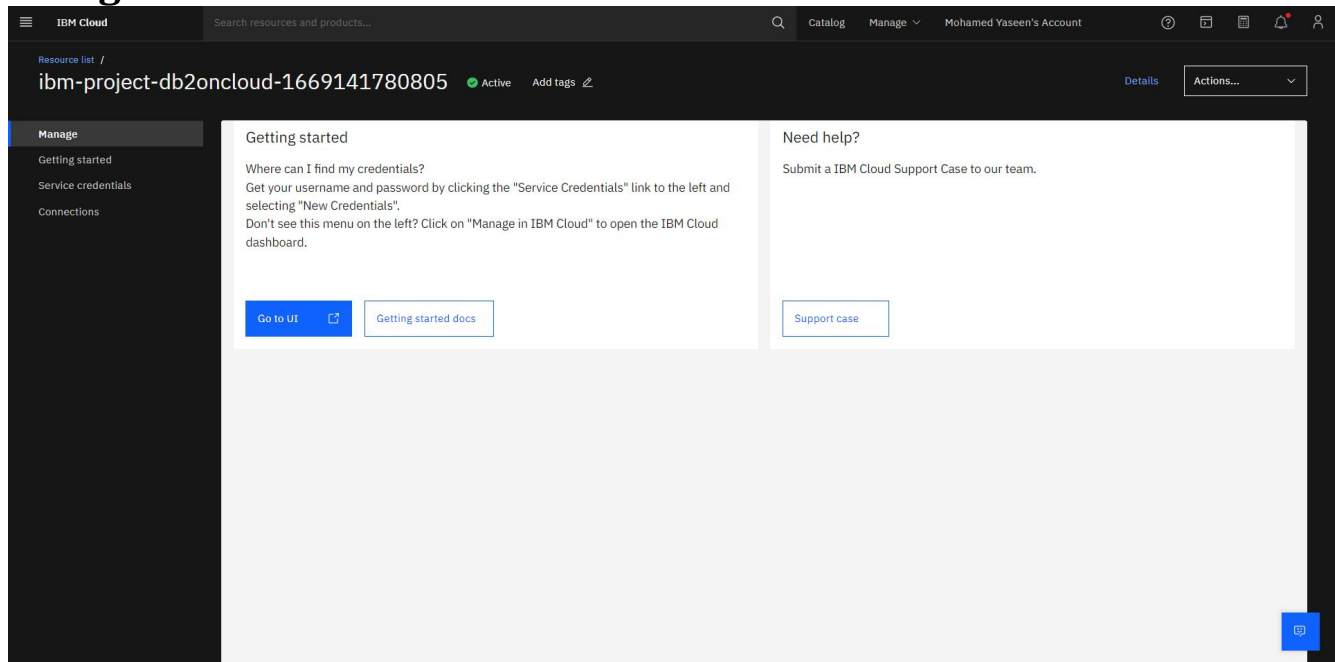 IBM Cloud
Search resources and products...
Catalog
Manage
Mohamed Yaseen's Account
Resource list /
ibm-project-db2oncloud-1669141780805
Active
Add tags
Details
Actions...
Manage
Getting started
Service credentials
Connections
Getting started
Where can I find my credentials?
Get your username and password by clicking the "Service Credentials" link to the left and
selecting "New Credentials".
Don't see this menu on the left? Click on "Manage in IBM Cloud" to open the IBM Cloud
dashboard.
Go to UI
Getting started docs
Need help?
Submit a IBM Cloud Support Case to our team.
Support case